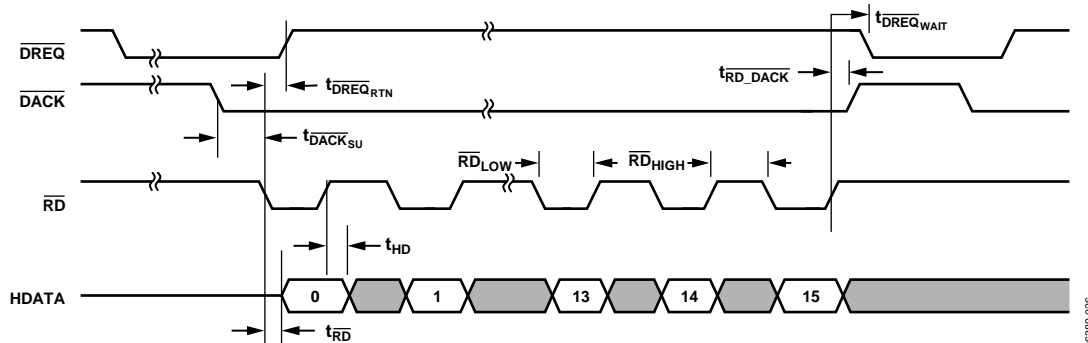 DREQ
DACK
RD
HDATA
tDREQRTN
tDACKSU
RDLOW
RDHIGH
tRD_DACK
tDREQWAIT
tHD
tRD
0
1
13
14
15